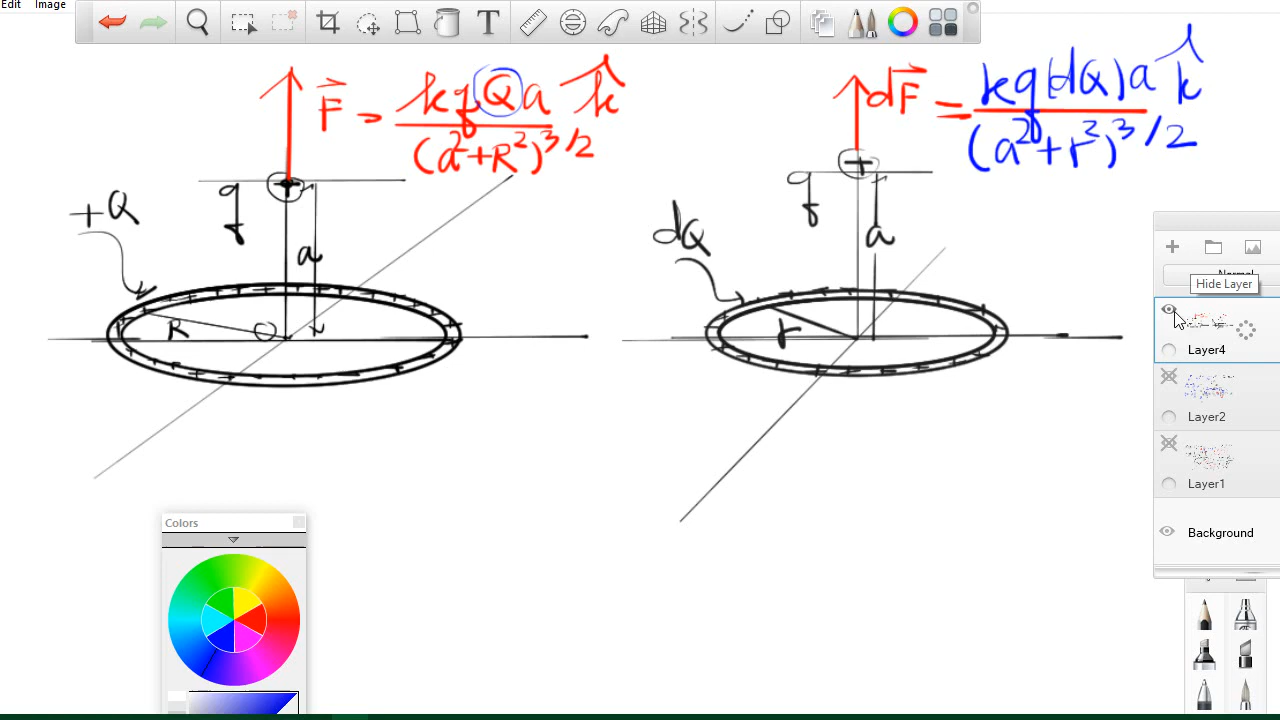 Edit Image
F⃗ = kqQa k̂
(a²+R²)^3/2
dF⃗ = kq(dQ)a k̂
(a²+r²)^3/2
+Q
q
a
R
O
dQ
q
a
r
Normal
Hide Layer
Layer4
Layer2
Layer1
Background
Colors